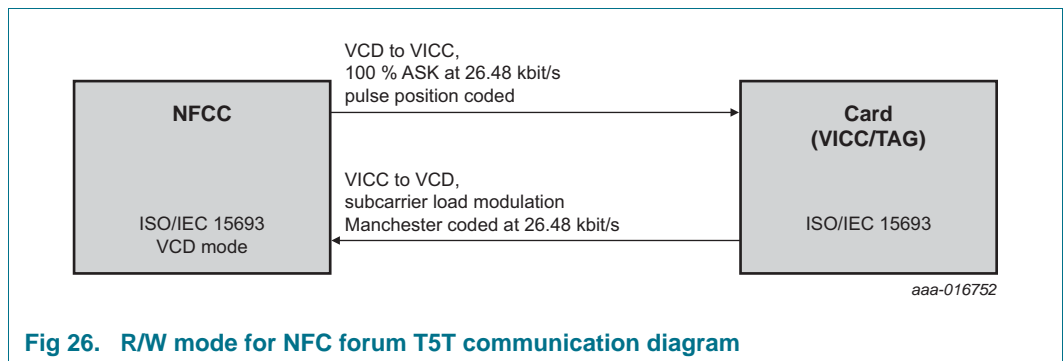 VCD to VICC,
100 % ASK at 26.48 kbit/s
pulse position coded
NFCC
Card
(VICC/TAG)
VICC to VCD,
subcarrier load modulation
Manchester coded at 26.48 kbit/s
ISO/IEC 15693
VCD mode
ISO/IEC 15693
aaa-016752
Fig 26. R/W mode for NFC forum T5T communication diagram